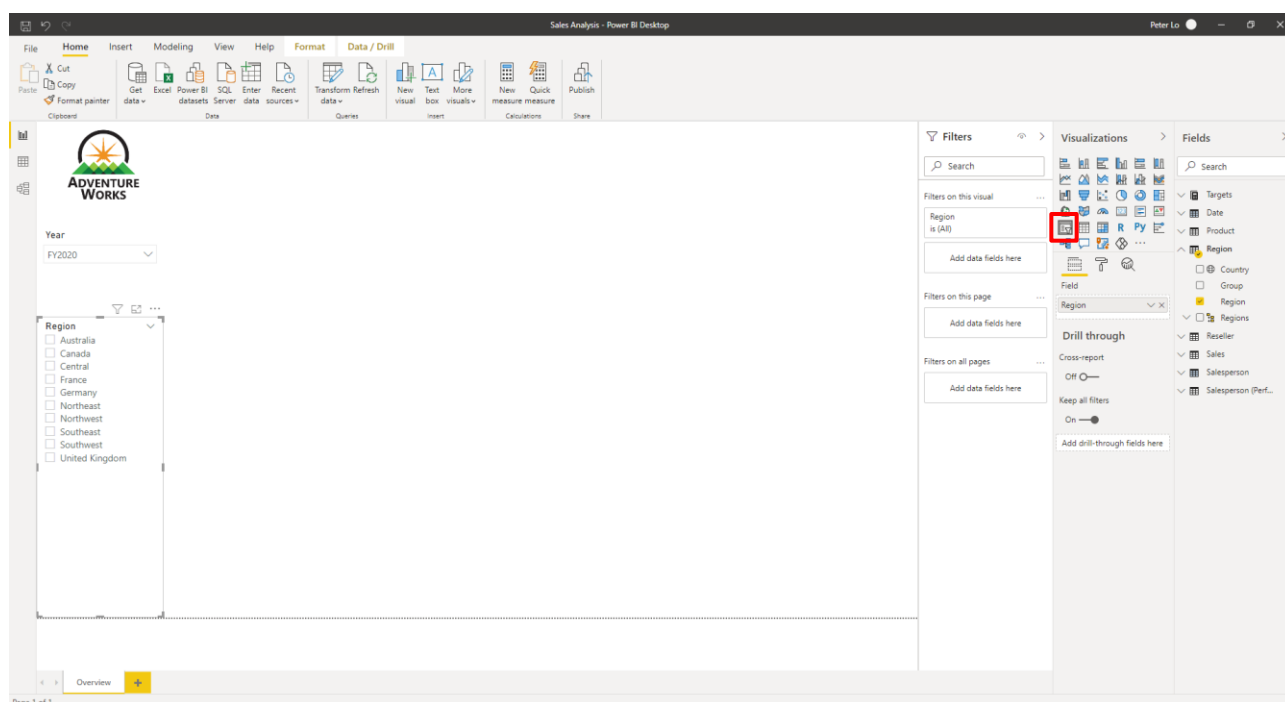 Sales Analysis - Power BI Desktop
Peter Lo
File Home Insert Modeling View Help Format Data / Drill
Paste
Cut
Copy
Format painter
Get data
Excel
Power BI datasets
SQL Server
Enter data
Recent sources
Transform data
Refresh
New visual
Text box
More visuals
New measure
Quick measure
Publish
Clipboard Data Queries Insert Calculations Share
ADVENTURE
WORKS
Year
FY2020
Region
Australia
Canada
Central
France
Germany
Northeast
Northwest
Southeast
Southwest
United Kingdom
Filters
Search
Filters on this visual
Region
is (All)
Add data fields here
Filters on this page
Add data fields here
Filters on all pages
Add data fields here
Visualizations
R Py
Field
Region
Drill through
Cross-report
Off
Keep all filters
On
Add drill-through fields here
Fields
Search
Targets
Date
Product
Region
Country
Group
Region
Regions
Reseller
Sales
Salesperson
Salesperson (Perf...
Overview
Page 1 of 1